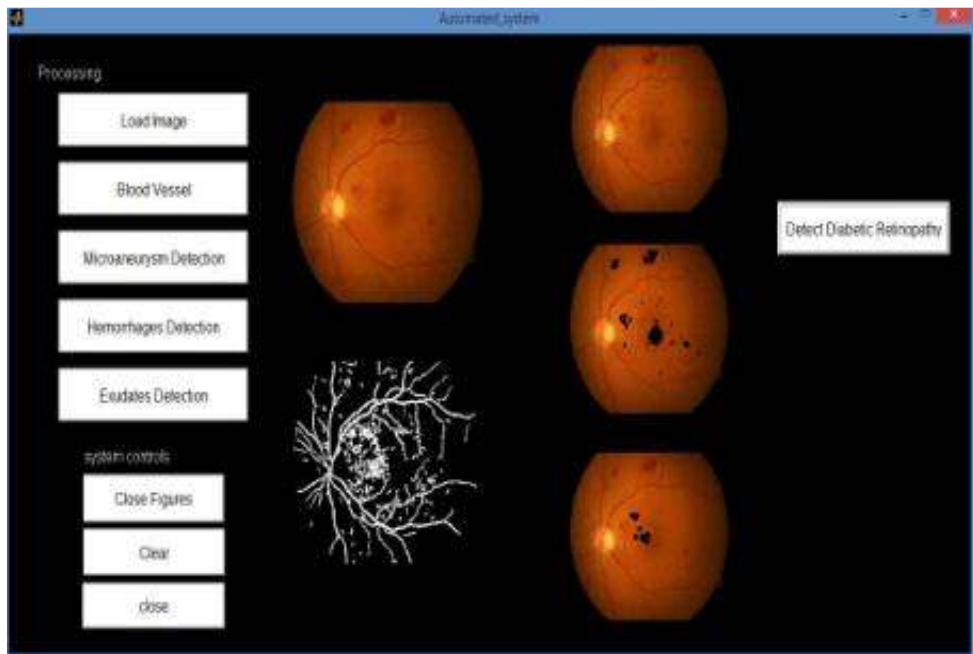 Automated_system
Processing
Load Image
Blood Vessel
Microaneurysm Detection
Hemorrhages Detection
Exudates Detection
system controls
Close Figures
Clear
close
Detect Diabetic Retinopathy